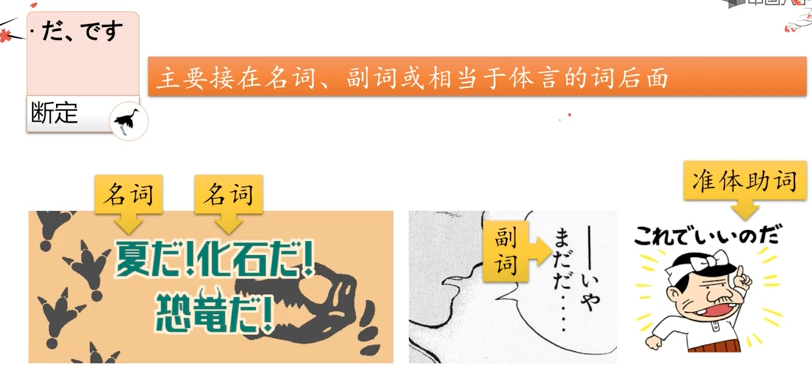 · だ、です
断定
主要接在名词、副词或相当于体言的词后面
名词
名词
夏だ!化石だ!
恐竜だ!
副词
——いや
まだだ‥‥
准体助词
これでいいのだ